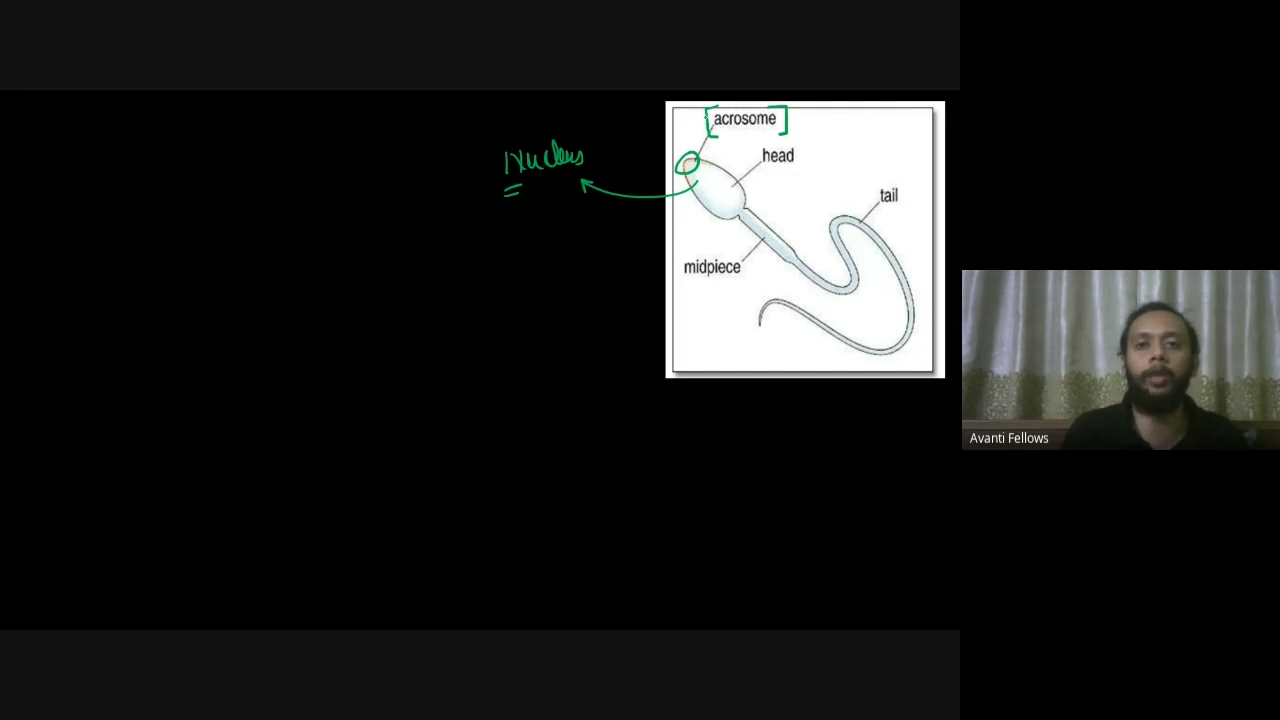 [acrosome]
nucleus
head
tail
midpiece
Avanti Fellows